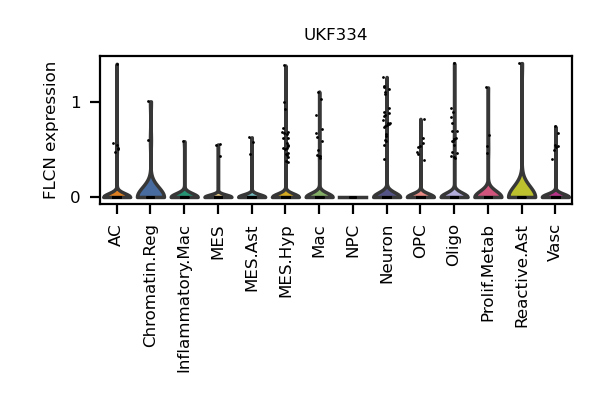 UKF334
FLCN expression
1
0
AC
Chromatin.Reg
Inflammatory.Mac
MES
MES.Ast
MES.Hyp
Mac
NPC
Neuron
OPC
Oligo
Prolif.Metab
Reactive.Ast
Vasc